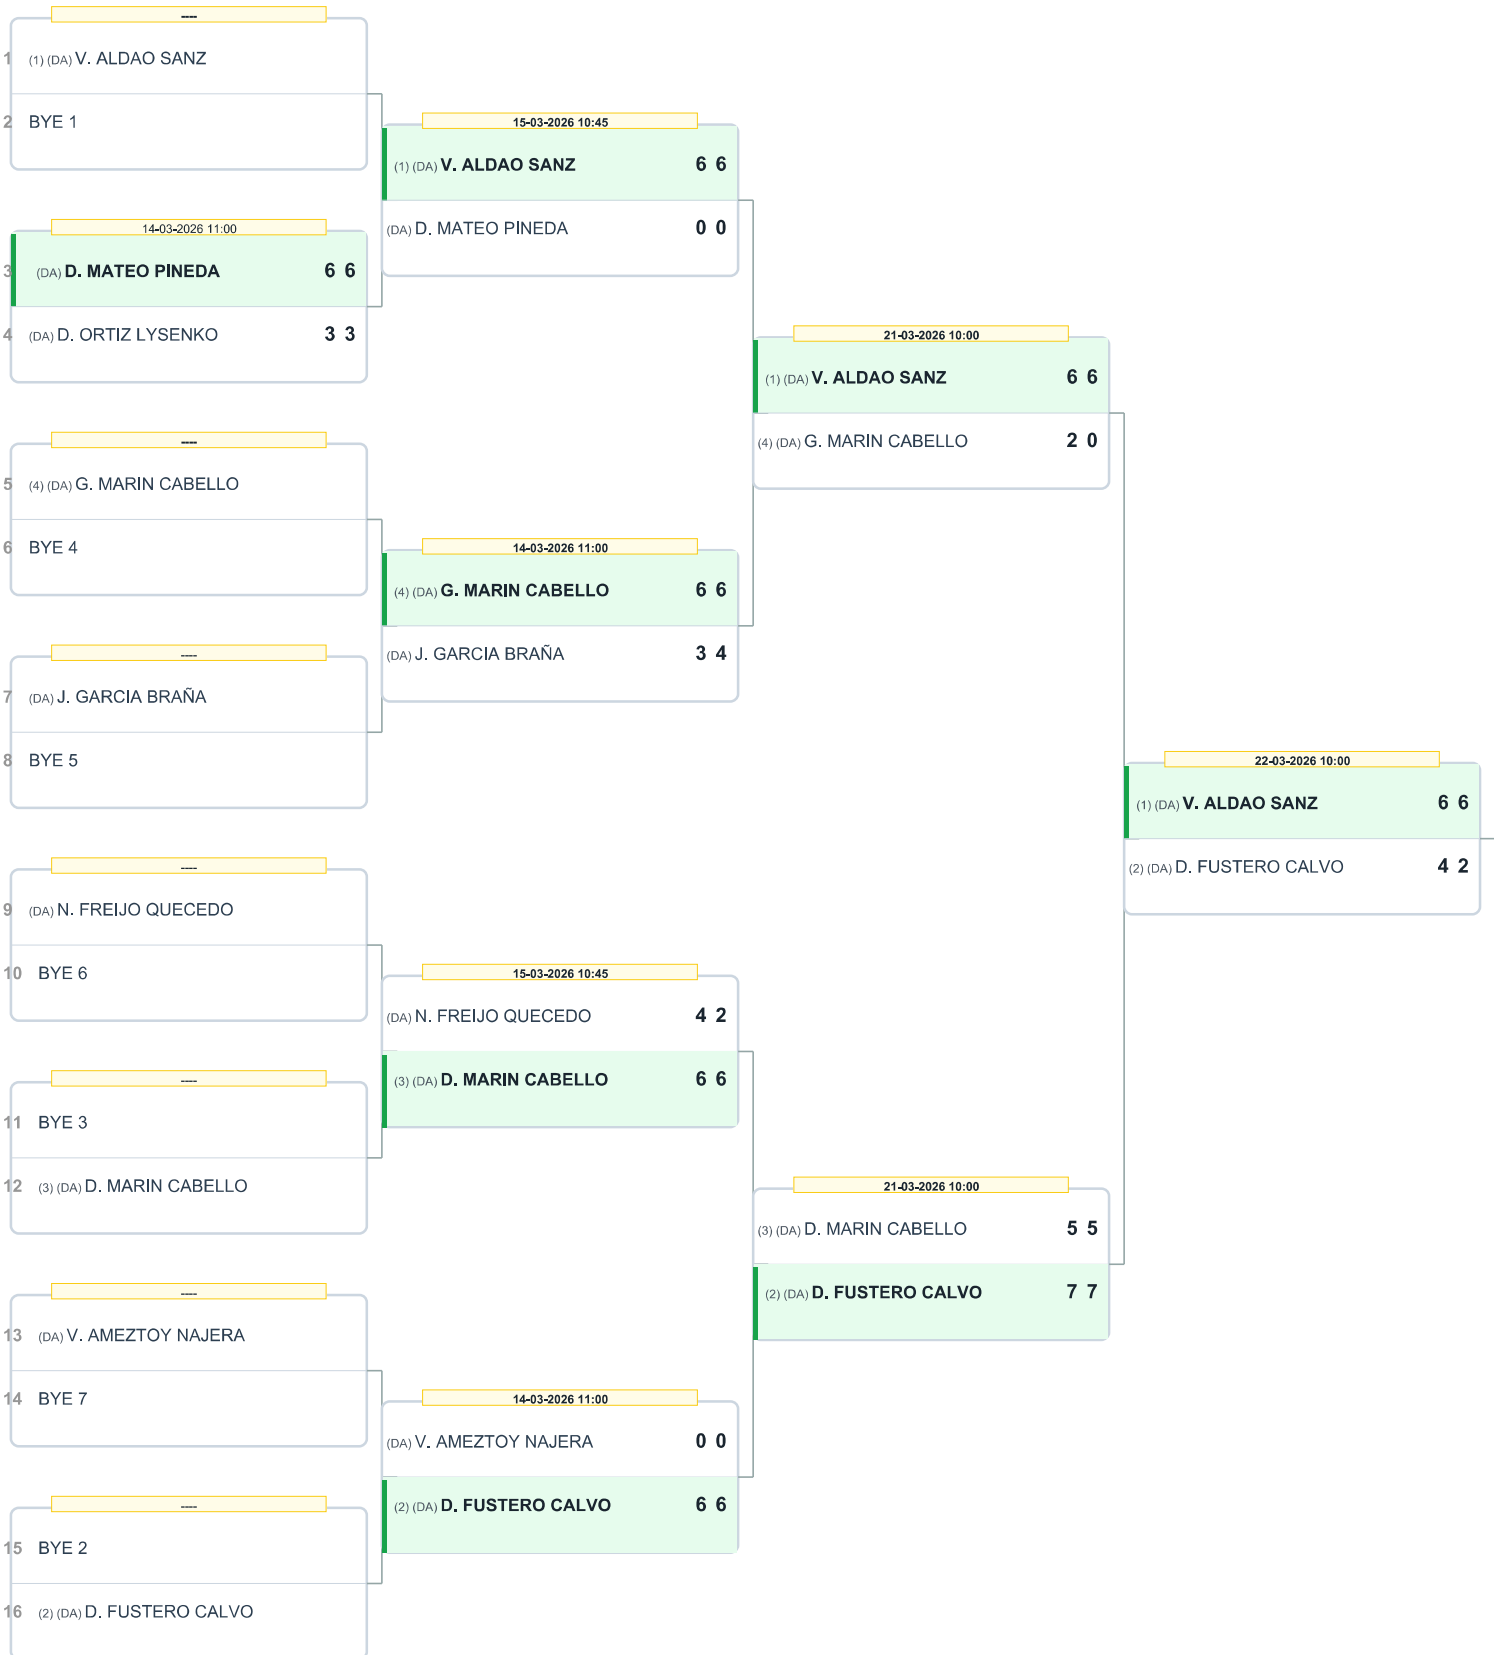 ----
1 (1) (DA) V. ALDAO SANZ
2 BYE 1
14-03-2026 11:00
3 (DA) D. MATEO PINEDA 6 6
4 (DA) D. ORTIZ LYSENKO 3 3
----
5 (4) (DA) G. MARIN CABELLO
6 BYE 4
----
7 (DA) J. GARCIA BRAÑA
8 BYE 5
----
9 (DA) N. FREIJO QUECEDO
10 BYE 6
----
11 BYE 3
12 (3) (DA) D. MARIN CABELLO
----
13 (DA) V. AMEZTOY NAJERA
14 BYE 7
----
15 BYE 2
16 (2) (DA) D. FUSTERO CALVO
15-03-2026 10:45
(1) (DA) V. ALDAO SANZ 6 6
(DA) D. MATEO PINEDA 0 0
14-03-2026 11:00
(4) (DA) G. MARIN CABELLO 6 6
(DA) J. GARCIA BRAÑA 3 4
15-03-2026 10:45
(DA) N. FREIJO QUECEDO 4 2
(3) (DA) D. MARIN CABELLO 6 6
14-03-2026 11:00
(DA) V. AMEZTOY NAJERA 0 0
(2) (DA) D. FUSTERO CALVO 6 6
21-03-2026 10:00
(1) (DA) V. ALDAO SANZ 6 6
(4) (DA) G. MARIN CABELLO 2 0
21-03-2026 10:00
(3) (DA) D. MARIN CABELLO 5 5
(2) (DA) D. FUSTERO CALVO 7 7
22-03-2026 10:00
(1) (DA) V. ALDAO SANZ 6 6
(2) (DA) D. FUSTERO CALVO 4 2